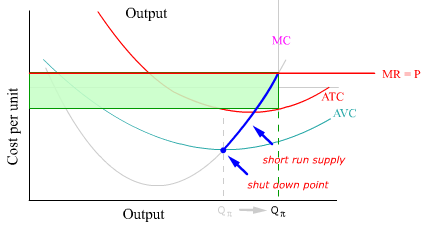 Output
MC
MR = P
ATC
AVC
Cost per unit
short run supply
shut down point
Output
Qπ
Qπ